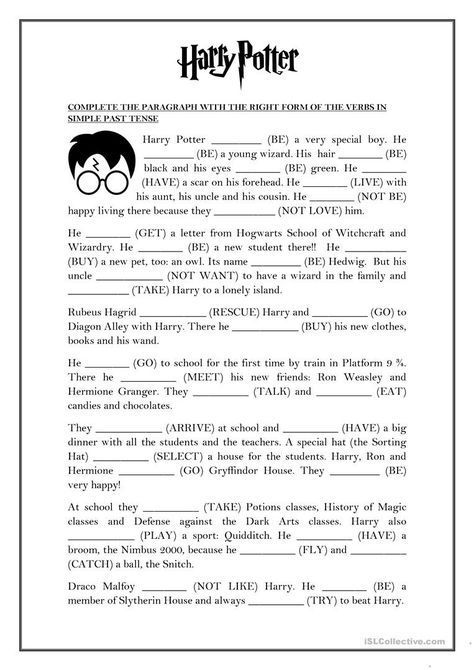 Harry Potter
COMPLETE THE PARAGRAPH WITH THE RIGHT FORM OF THE VERBS IN
SIMPLE PAST TENSE
Harry Potter _________ (BE) a very special boy. He
_________ (BE) a young wizard. His hair ________ (BE)
black and his eyes ________ (BE) green. He ________
(HAVE) a scar on his forehead. He ________ (LIVE) with
his aunt, his uncle and his cousin. He ________ (NOT BE)
happy living there because they ___________ (NOT LOVE) him.
He ________ (GET) a letter from Hogwarts School of Witchcraft and
Wizardry. He ________ (BE) a new student there!! He ___________
(BUY) a new pet, too: an owl. Its name _________ (BE) Hedwig. But his
uncle ____________ (NOT WANT) to have a wizard in the family and
___________ (TAKE) Harry to a lonely island.
Rubeus Hagrid ____________ (RESCUE) Harry and __________ (GO) to
Diagon Alley with Harry. There he ____________ (BUY) his new clothes,
books and his wand.
He ________ (GO) to school for the first time by train in Platform 9 ¾.
There he __________ (MEET) his new friends: Ron Weasley and
Hermione Granger. They __________ (TALK) and __________ (EAT)
candies and chocolates.
They ___________ (ARRIVE) at school and __________ (HAVE) a big
dinner with all the students and the teachers. A special hat (the Sorting
Hat) __________ (SELECT) a house for the students. Harry, Ron and
Hermione __________ (GO) Gryffindor House. They _________ (BE)
very happy!
At school they __________ (TAKE) Potions classes, History of Magic
classes and Defense against the Dark Arts classes. Harry also
____________ (PLAY) a sport: Quidditch. He __________ (HAVE) a
broom, the Nimbus 2000, because he __________ (FLY) and __________
(CATCH) a ball, the Snitch.
Draco Malfoy __________ (NOT LIKE) Harry. He ________ (BE) a
member of Slytherin House and always __________ (TRY) to beat Harry.
iSLCollective.com